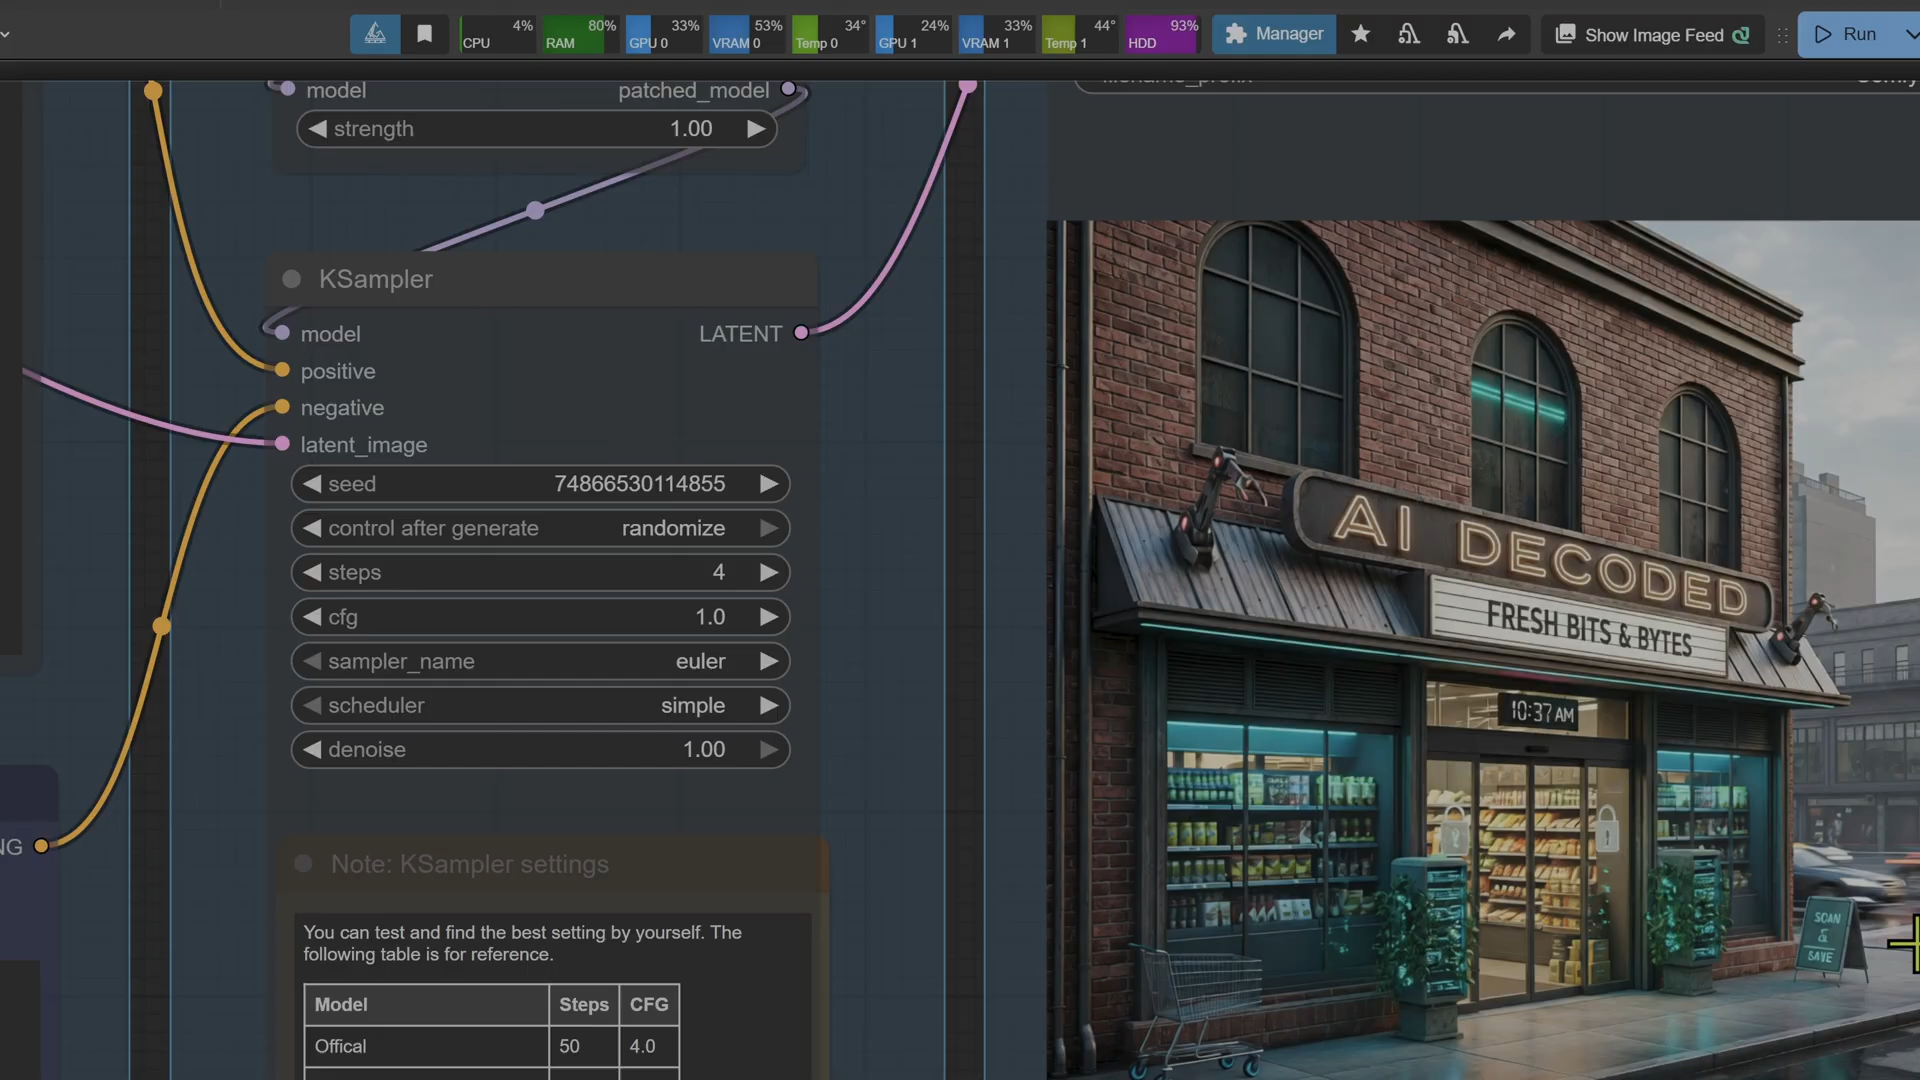 CPU 4%
RAM 80%
GPU 0 33%
VRAM 0 53%
Temp 0 34°
GPU 1 24%
VRAM 1 33%
Temp 1 44°
HDD 93%
Manager
Show Image Feed
Run
model patched_model
strength 1.00
filename_prefix
KSampler
model LATENT
positive
negative
latent_image
seed 74866530114855
control after generate randomize
steps 4
cfg 1.0
sampler_name euler
scheduler simple
denoise 1.00
NG
Note: KSampler settings
You can test and find the best setting by yourself. The
following table is for reference.
Model Steps CFG
Offical 50 4.0
AI DECODED
FRESH BITS & BYTES
10:37 AM
SCAN
&
SAVE